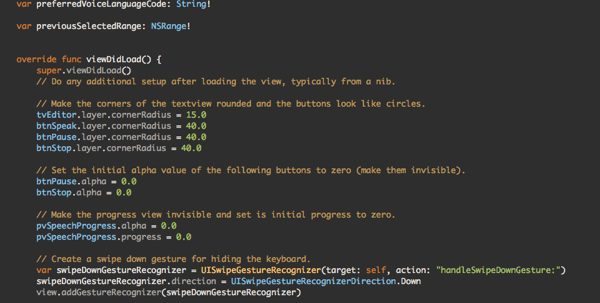 var preferredVoiceLanguageCode: String!
var previousSelectedRange: NSRange!
override func viewDidLoad() {
super.viewDidLoad()
// Do any additional setup after loading the view, typically from a nib.
// Make the corners of the textview rounded and the buttons look like circles.
tvEditor.layer.cornerRadius = 15.0
btnSpeak.layer.cornerRadius = 40.0
btnPause.layer.cornerRadius = 40.0
btnStop.layer.cornerRadius = 40.0
// Set the initial alpha value of the following buttons to zero (make them invisible).
btnPause.alpha = 0.0
btnStop.alpha = 0.0
// Make the progress view invisible and set is initial progress to zero.
pvSpeechProgress.alpha = 0.0
pvSpeechProgress.progress = 0.0
// Create a swipe down gesture for hiding the keyboard.
var swipeDownGestureRecognizer = UISwipeGestureRecognizer(target: self, action: "handleSwipeDownGesture:")
swipeDownGestureRecognizer.direction = UISwipeGestureRecognizerDirection.Down
view.addGestureRecognizer(swipeDownGestureRecognizer)